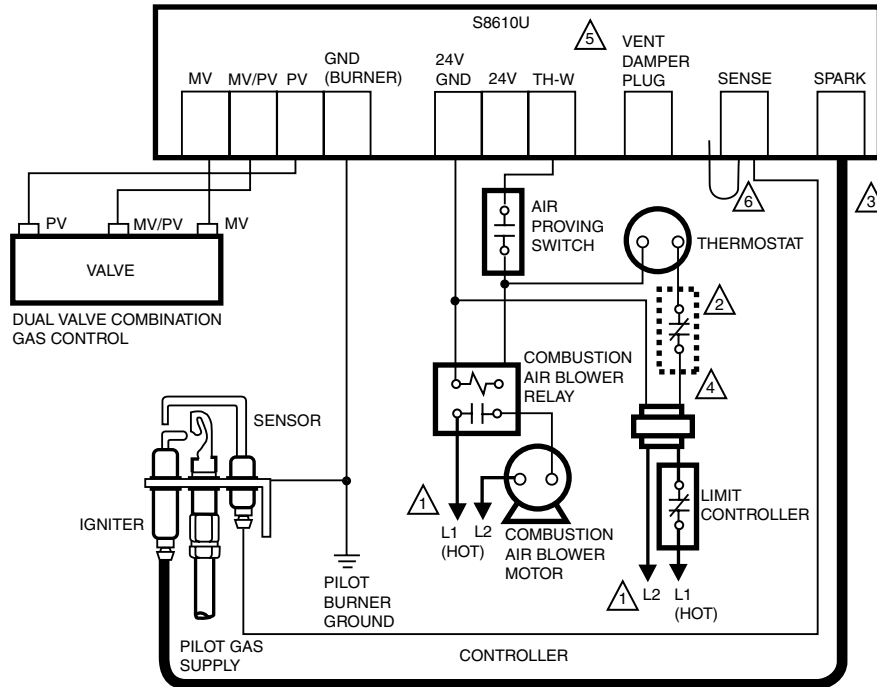 S8610U
5
MV
MV/PV
PV
GND
(BURNER)
24V
GND
24V
TH-W
VENT
DAMPER
PLUG
SENSE
SPARK
6
3
PV
MV/PV
MV
VALVE
DUAL VALVE COMBINATION
GAS CONTROL
AIR
PROVING
SWITCH
THERMOSTAT
2
4
COMBUSTION
AIR BLOWER
RELAY
SENSOR
IGNITER
1
L1
(HOT)
L2
COMBUSTION
AIR BLOWER
MOTOR
LIMIT
CONTROLLER
1
L2
L1
(HOT)
PILOT
BURNER
GROUND
PILOT GAS
SUPPLY
CONTROLLER